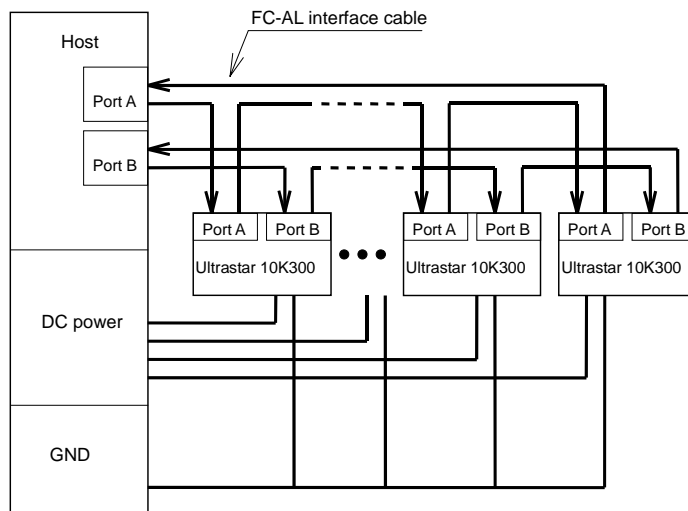 FC-AL interface cable
Host
Port A
Port B
Port A
Port B
Port A
Port B
Port A
Port B
Ultrastar 10K300
Ultrastar 10K300
Ultrastar 10K300
DC power
GND